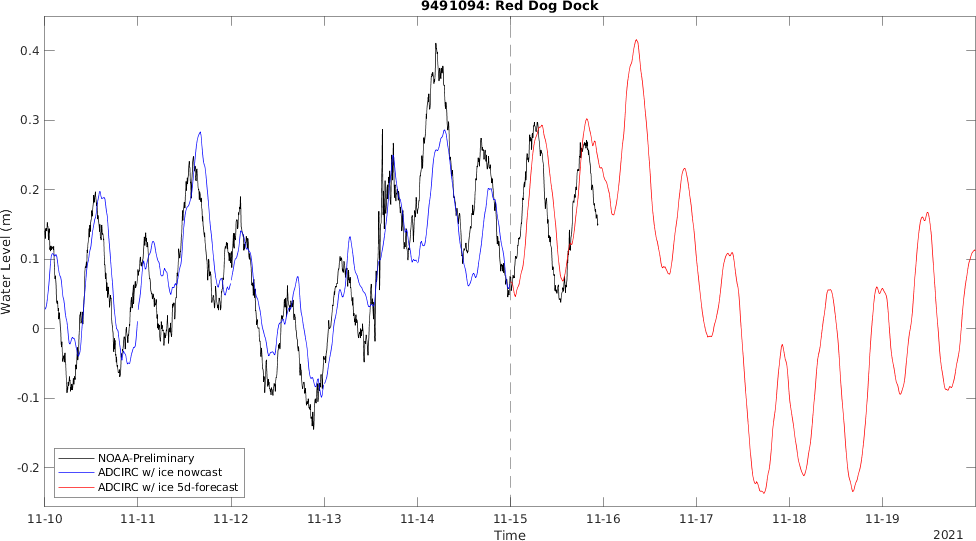 9491094: Red Dog Dock
Water Level (m)
0.4
0.3
0.2
0.1
0
-0.1
-0.2
NOAA-Preliminary
ADCIRC w/ ice nowcast
ADCIRC w/ ice 5d-forecast
11-10 11-11 11-12 11-13 11-14 11-15 11-16 11-17 11-18 11-19
Time
2021